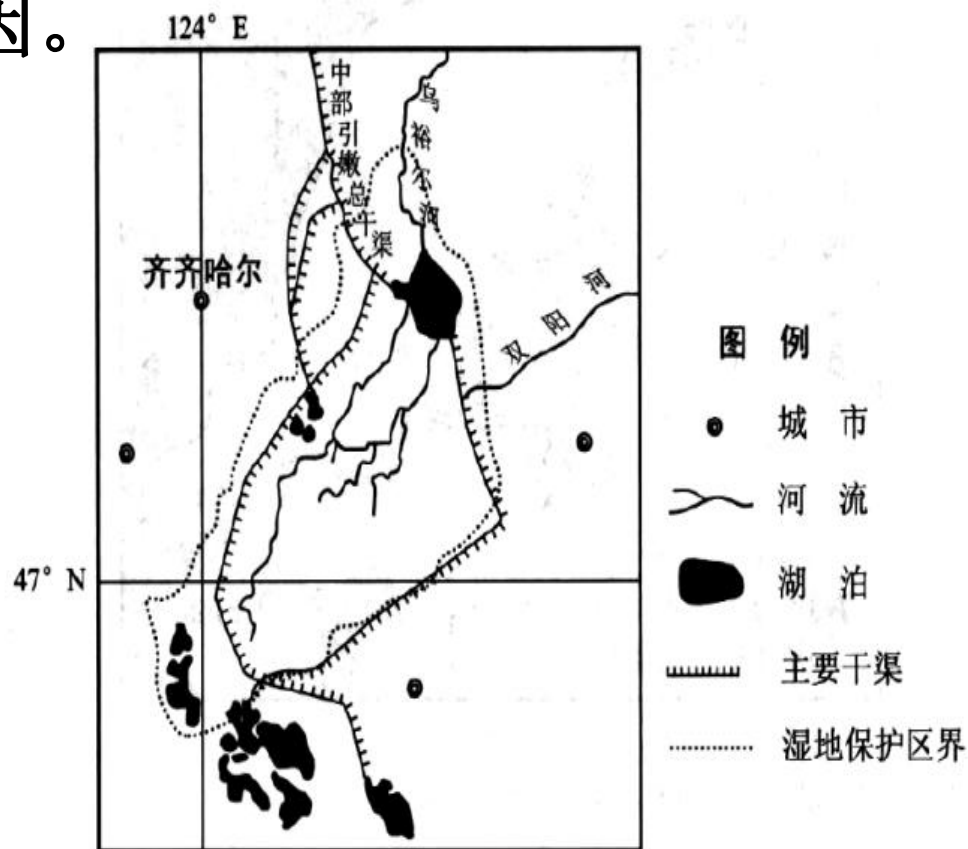 因。
124° E
中部引嫩总干渠
乌裕尔河
齐齐哈尔
双阳河
47° N
图 例
城 市
河 流
湖 泊
主要干渠
湿地保护区界